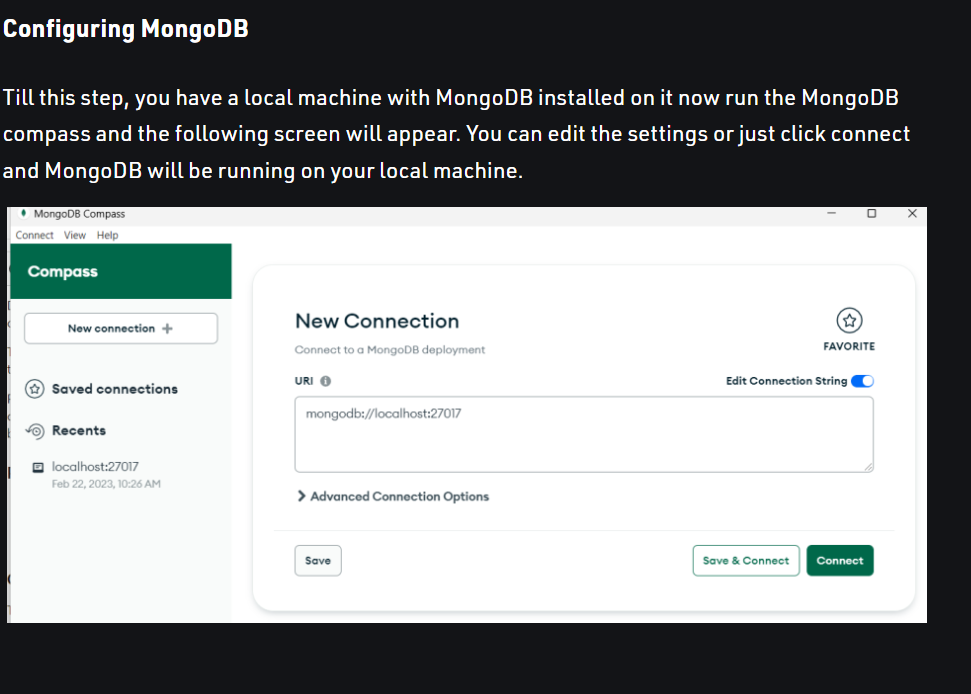 Configuring MongoDB
Till this step, you have a local machine with MongoDB installed on it now run the MongoDB
compass and the following screen will appear. You can edit the settings or just click connect
and MongoDB will be running on your local machine.
MongoDB Compass
Connect View Help
Compass
New connection +
Saved connections
Recents
localhost:27017
Feb 22, 2023, 10:26 AM
New Connection
FAVORITE
Connect to a MongoDB deployment
URI
Edit Connection String
mongodb://localhost:27017
Advanced Connection Options
Save
Save & Connect
Connect